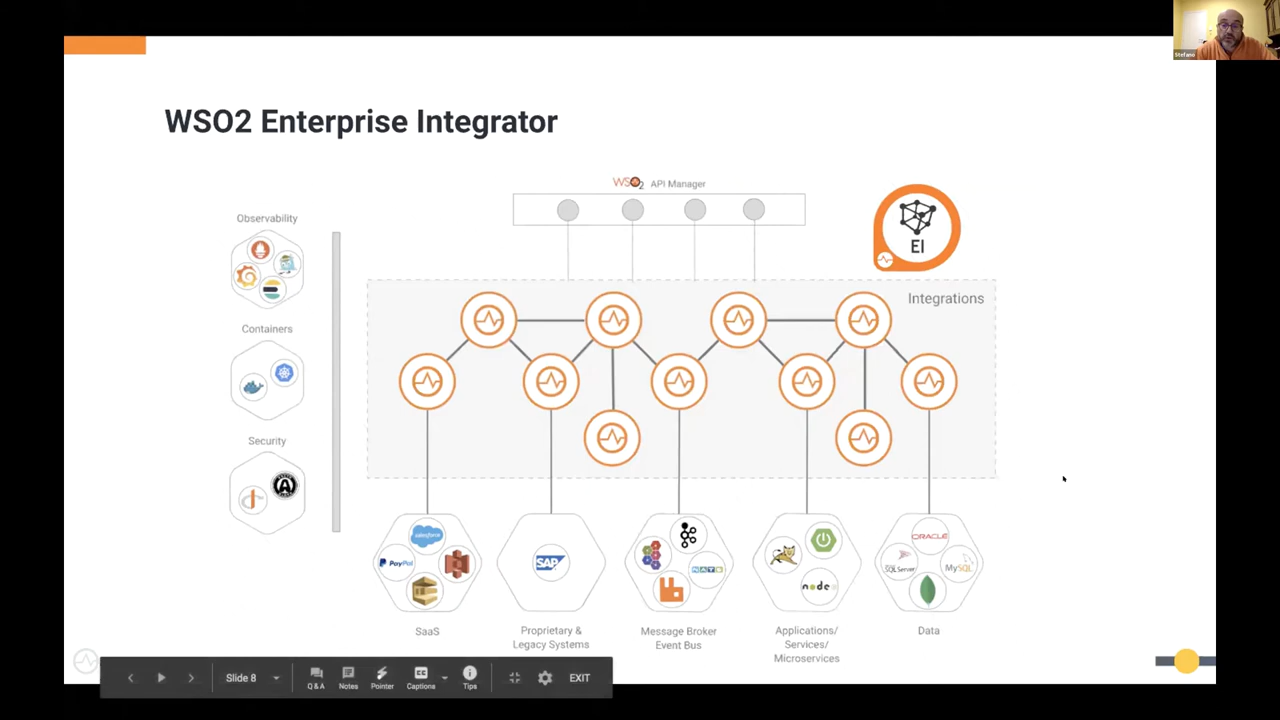 Stefano
WSO2 Enterprise Integrator
WSO2 API Manager
Observability
EI
Integrations
Containers
Security
A
salesforce
PayPal
SAP
NATS
node
ORACLE
SQL Server
MySQL
SaaS
Proprietary &
Legacy Systems
Message Broker
Event Bus
Applications/
Services/
Microservices
Data
Slide 8
Q & A
Notes
Pointer
CC
Captions
Tips
EXIT